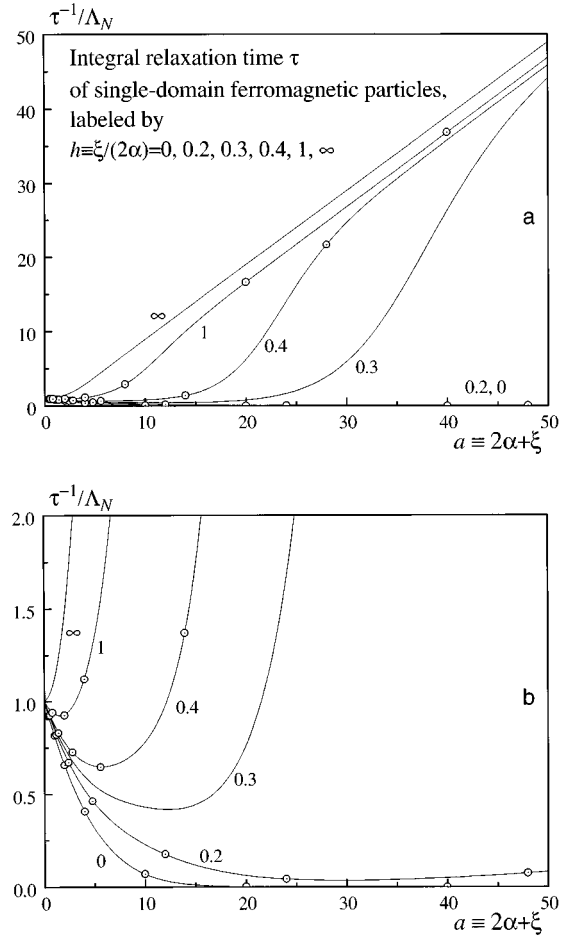 τ⁻¹/Λ_N
50
Integral relaxation time τ
of single-domain ferromagnetic particles,
labeled by
h≡ξ/(2α)=0, 0.2, 0.3, 0.4, 1, ∞
40
30
a
20
∞
1
0.4
0.3
10
0.2, 0
0
0 10 20 30 40 50
a ≡ 2α+ξ
τ⁻¹/Λ_N
2.0
1.5
∞
1
b
1.0
0.4
0.3
0.5
0
0.2
0.0
0 10 20 30 40 50
a ≡ 2α+ξ